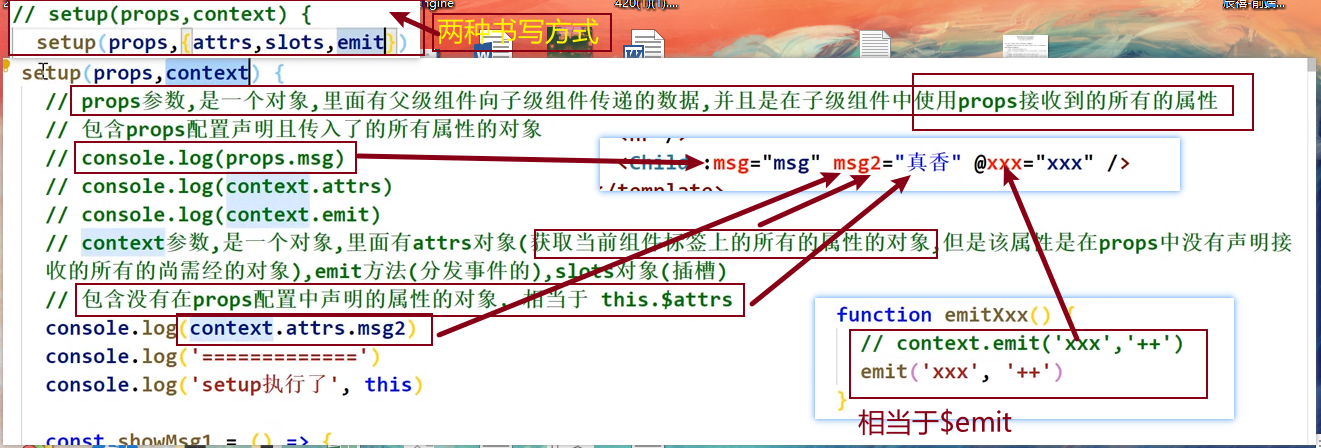 // setup(props,context) {
setup(props,{attrs,slots,emit})
两种书写方式
420(1)(1)....
辰禧-前端...
setup(props,context) {
// props参数,是一个对象,里面有父级组件向子级组件传递的数据,并且是在子级组件中使用props接收到的所有的属性
// 包含props配置声明且传入了的所有属性的对象
// console.log(props.msg)
<Child :msg="msg" msg2="真香" @xxx="xxx" />
</template>
// console.log(context.attrs)
// console.log(context.emit)
// context参数,是一个对象,里面有attrs对象(获取当前组件标签上的所有的属性的对象,但是该属性是在props中没有声明接
收的所有的尚需经的对象),emit方法(分发事件的),slots对象(插槽)
// 包含没有在props配置中声明的属性的对象, 相当于 this.$attrs
console.log(context.attrs.msg2)
console.log('=============')
console.log('setup执行了', this)
const showMsg1 = () => {
function emitXxx() {
// context.emit('xxx','++')
emit('xxx', '++')
}
相当于$emit